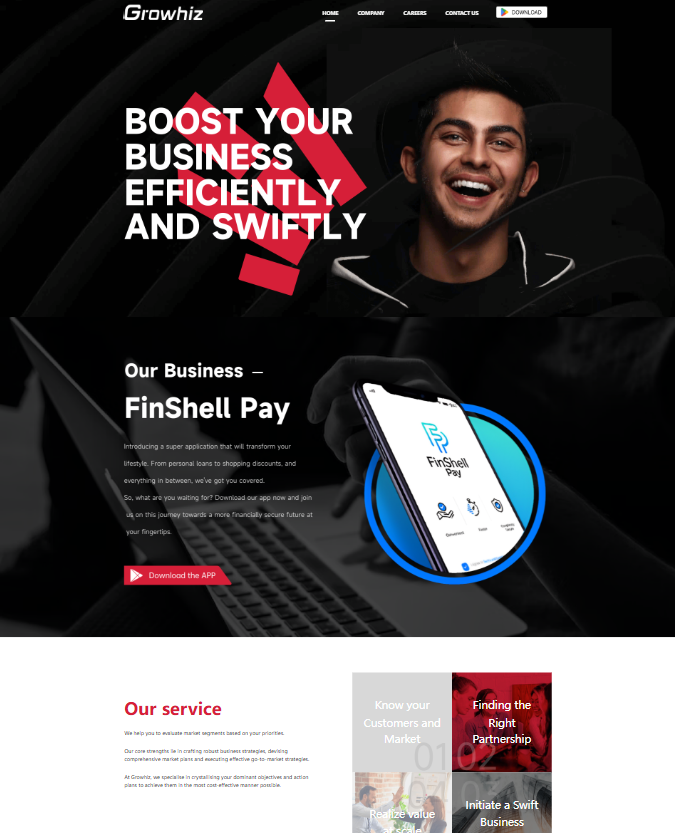 Growhiz
HOME COMPANY CAREERS CONTACT US DOWNLOAD
BOOST YOUR
BUSINESS
EFFICIENTLY
AND SWIFTLY
Our Business —
FinShell Pay
Introducing a super application that will transform your
lifestyle. From personal loans to shopping discounts, and
everything in between, we've got you covered.
So, what are you waiting for? Download our app now and join
us on this journey towards a more financially secure future at
your fingertips.
Download the APP
FinShell
Pay
Our service
We help you to evaluate market segments based on your priorities.
Our core strengths lie in crafting robust business strategies, devising
comprehensive market plans and executing effective go-to- market strategies.
At Growhiz, we specialise in crystallising your dominant objectives and action
plans to achieve them in the most cost-effective manner possible.
Know your
Customers and
Market
01
Finding the
Right
Partnership
02
Realize value
at scale
Initiate a Swift
Business